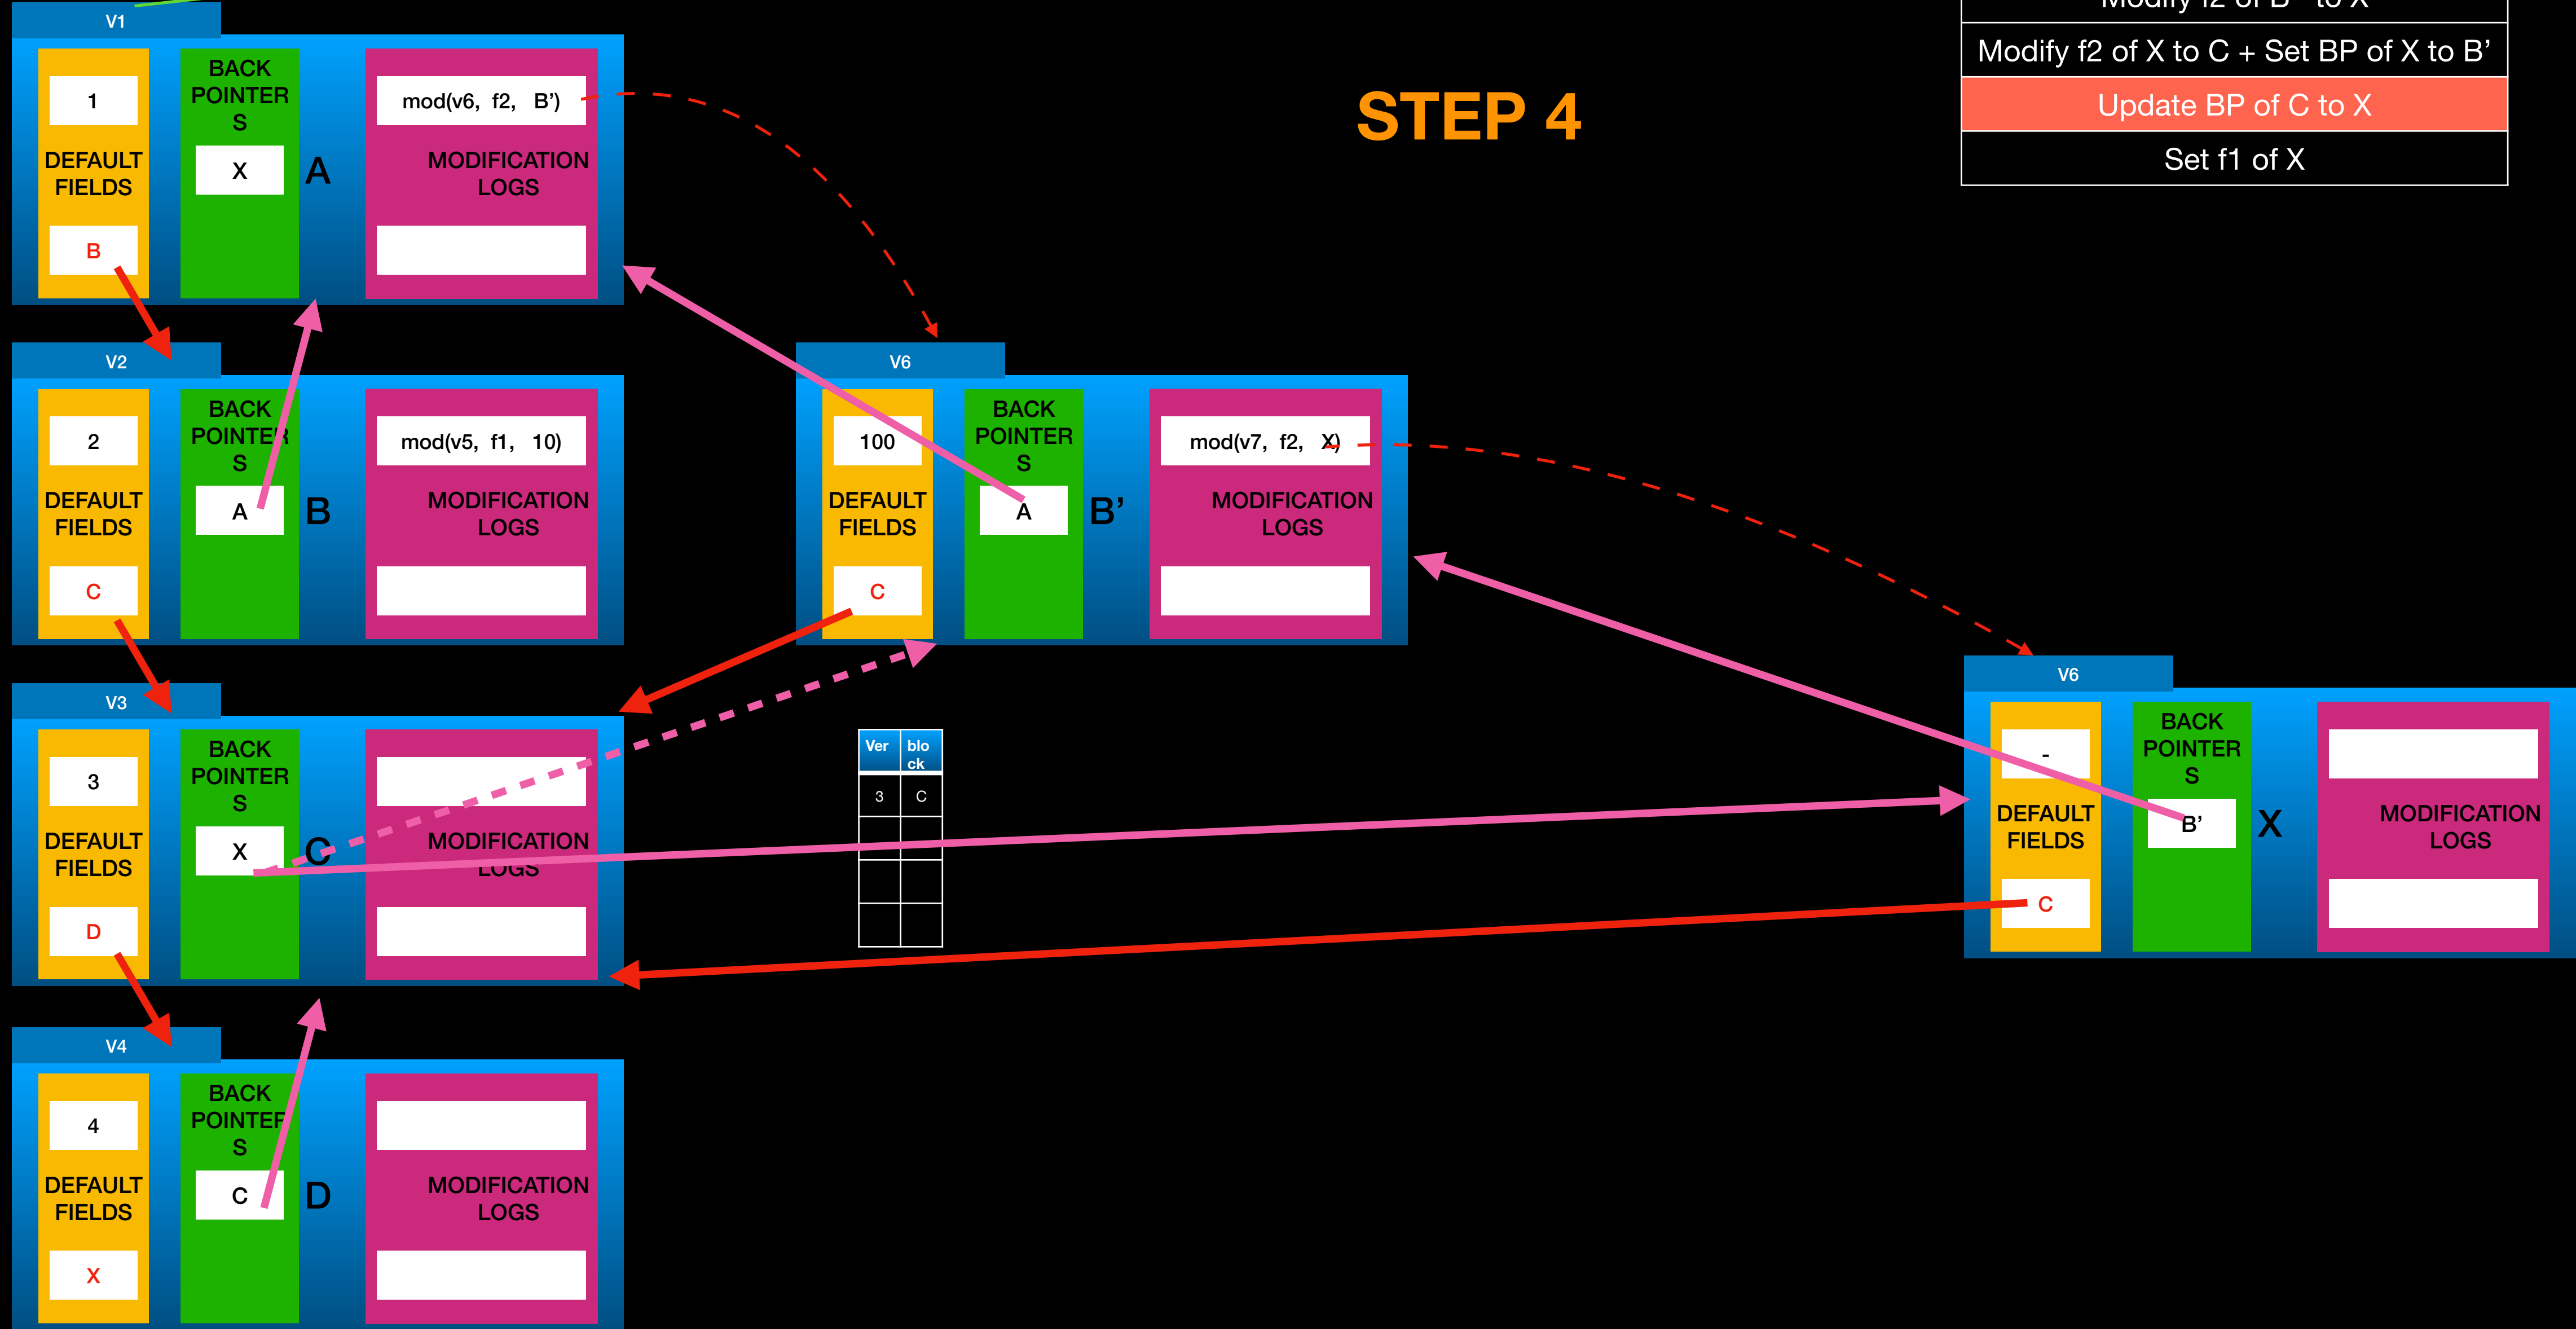 V1
1
DEFAULT
FIELDS
B
BACK
POINTER
S
X
A
mod(v6, f2, B’)
MODIFICATION
LOGS
STEP 4
Modify f2 of B’ to X
Modify f2 of X to C + Set BP of X to B’
Update BP of C to X
Set f1 of X
V2
2
DEFAULT
FIELDS
C
BACK
POINTER
S
A
B
mod(v5, f1, 10)
MODIFICATION
LOGS
V6
100
DEFAULT
FIELDS
C
BACK
POINTER
S
A
B’
mod(v7, f2, X)
MODIFICATION
LOGS
V3
3
DEFAULT
FIELDS
D
BACK
POINTER
S
X
C
MODIFICATION
LOGS
Ver blo
ck
3 C
V6
-
DEFAULT
FIELDS
C
BACK
POINTER
S
B’
X
MODIFICATION
LOGS
V4
4
DEFAULT
FIELDS
X
BACK
POINTER
S
C
D
MODIFICATION
LOGS